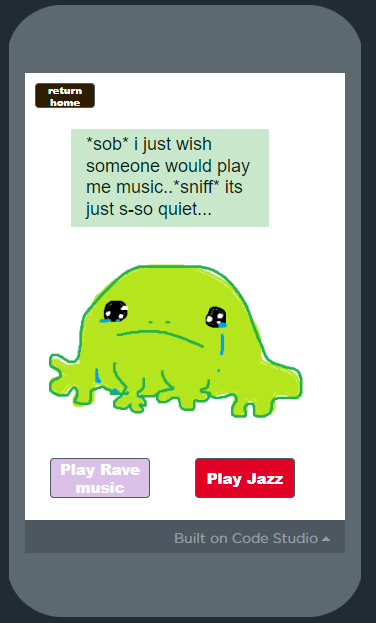 return
home
*sob* i just wish
someone would play
me music..*sniff* its
just s-so quiet...
Play Rave
music
Play Jazz
Built on Code Studio